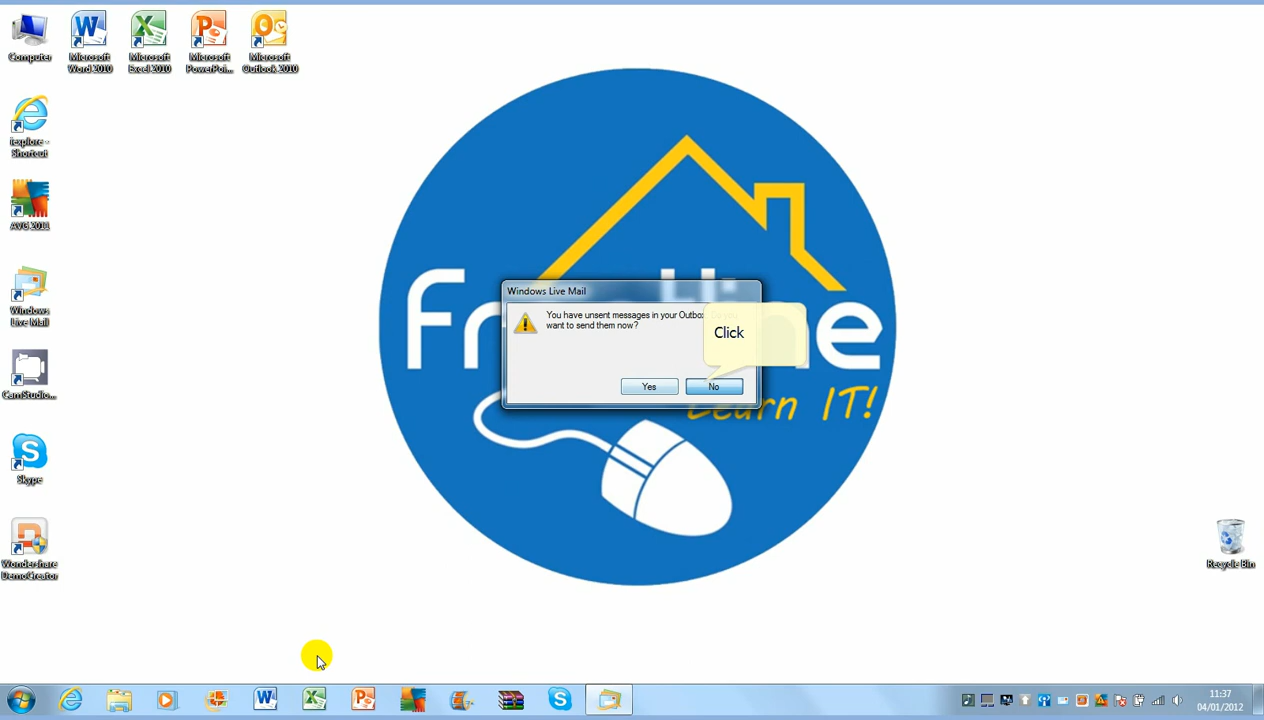 Computer
Microsoft
Word 2010
Microsoft
Excel 2010
Microsoft
PowerPoi...
Microsoft
Outlook 2010
iexplore -
Shortcut
AVG 2011
Windows
Live Mail
CamStudio...
Skype
Wondershare
DemoCreator
Windows Live Mail
You have unsent messages in your Outbox. Do you
want to send them now?
Click
Yes
No
Learn IT!
Recycle Bin
11:37
04/01/2012